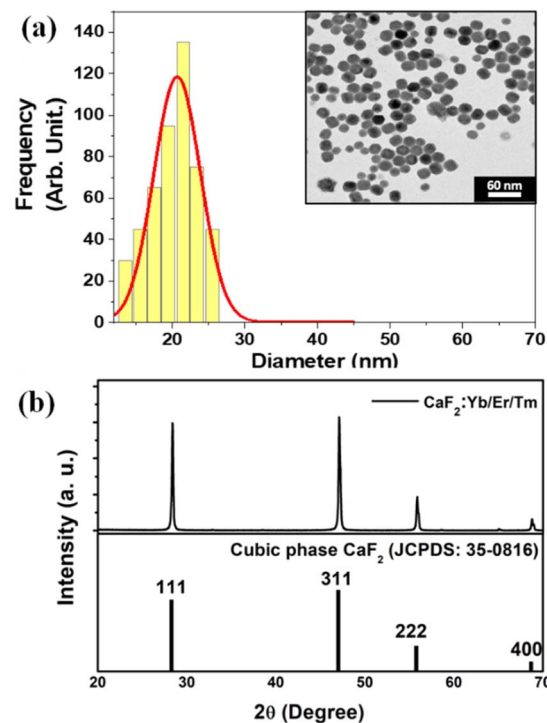 (a)
Frequency
(Arb. Unit.)
140
120
100
80
60
40
20
0
60 nm
20 30 40 50 60 70
Diameter (nm)
(b)
Intensity (a. u.)
CaF2:Yb/Er/Tm
Cubic phase CaF2 (JCPDS: 35-0816)
111
311
222
400
20 30 40 50 60 70
2θ (Degree)